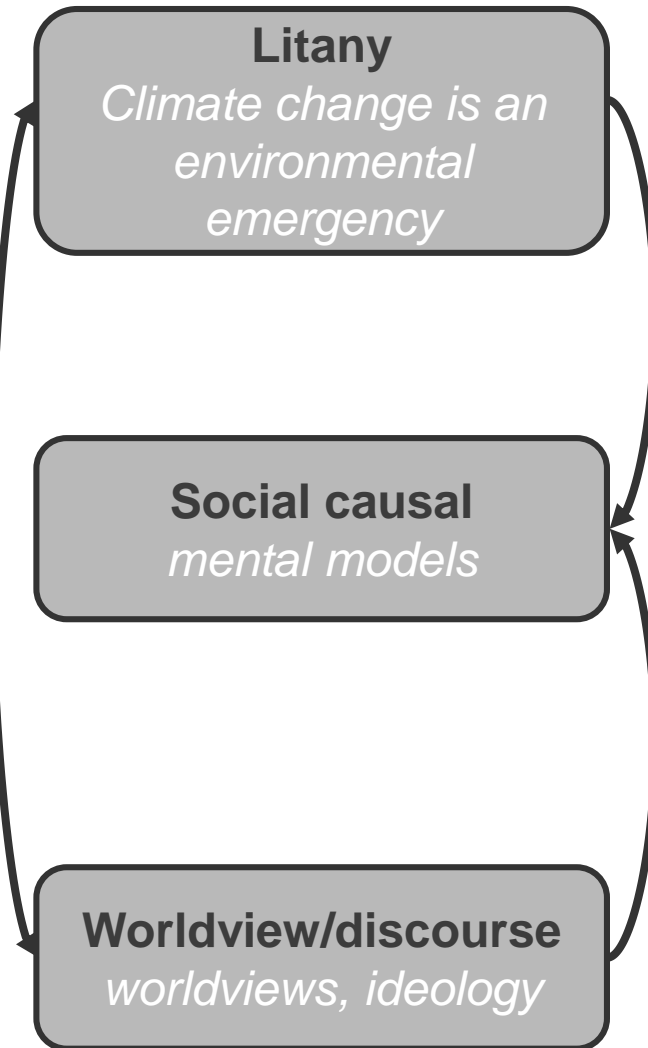 Litany
Climate change is an
environmental
emergency
Social causal
mental models
Worldview/discourse
worldviews, ideology